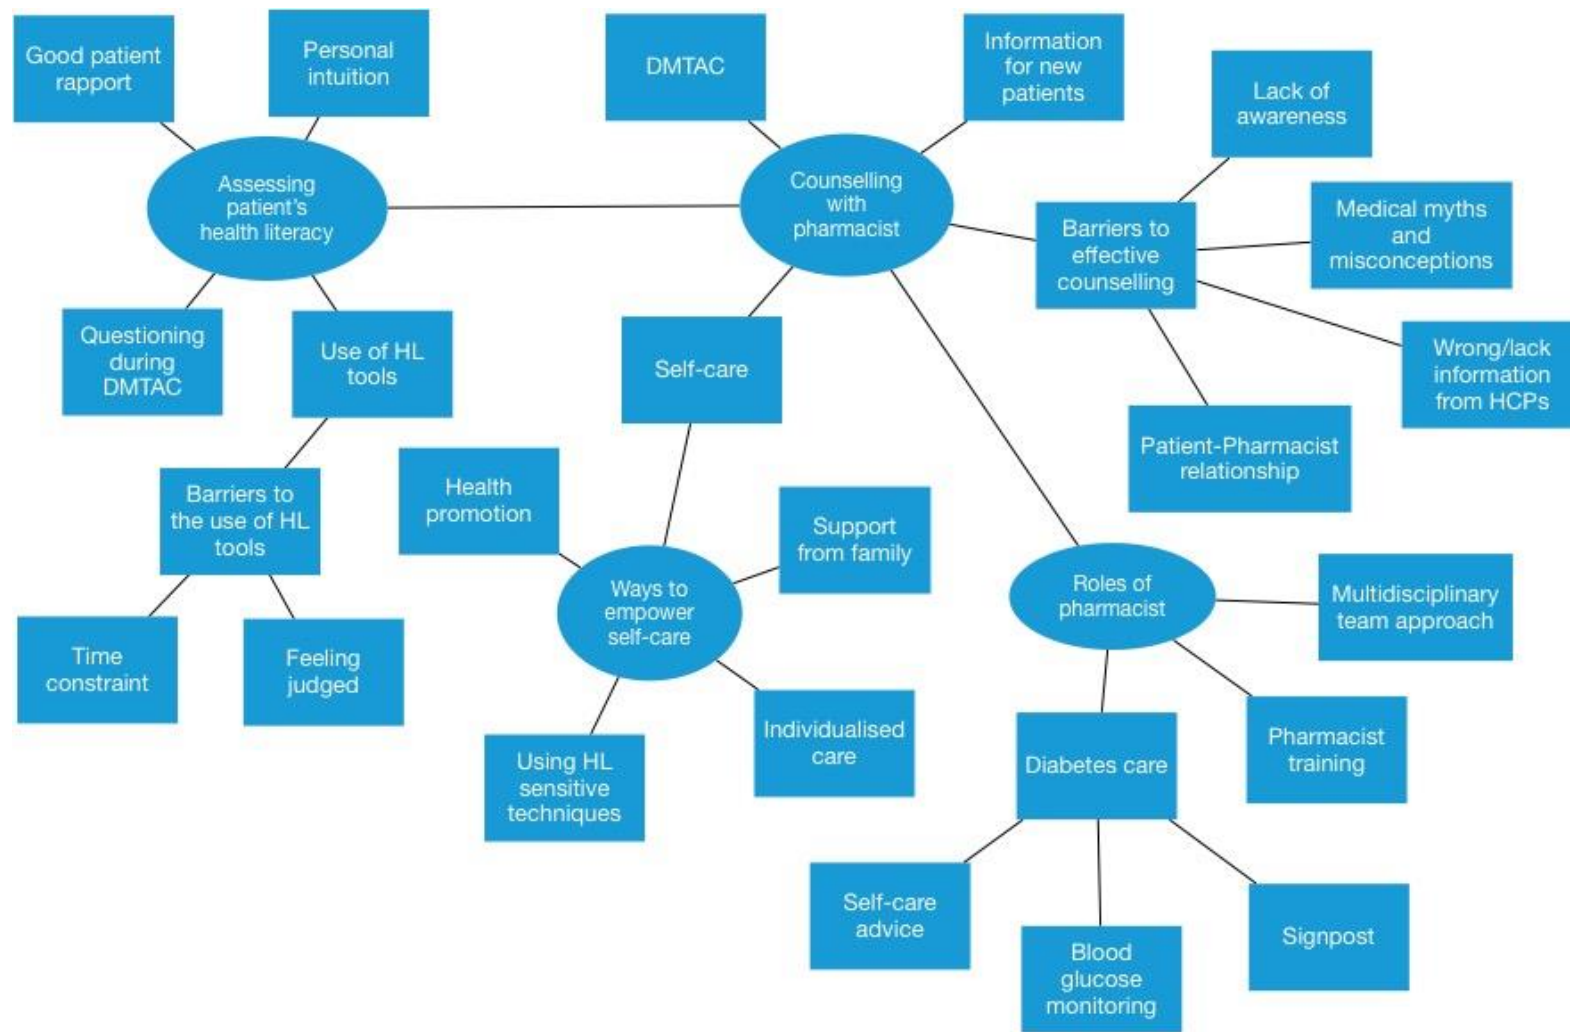 Good patient
rapport
Personal
intuition
DMTAC
Information
for new
patients
Lack of
awareness
Assessing
patient's
health literacy
Counselling
with
pharmacist
Barriers to
effective
counselling
Medical myths
and
misconceptions
Questioning
during
DMTAC
Use of HL
tools
Self-care
Wrong/lack
information
from HCPs
Patient-Pharmacist
relationship
Barriers to
the use of HL
tools
Health
promotion
Support
from family
Ways to
empower
self-care
Roles of
pharmacist
Multidisciplinary
team approach
Time
constraint
Feeling
judged
Using HL
sensitive
techniques
Individualised
care
Diabetes care
Pharmacist
training
Self-care
advice
Blood
glucose
monitoring
Signpost